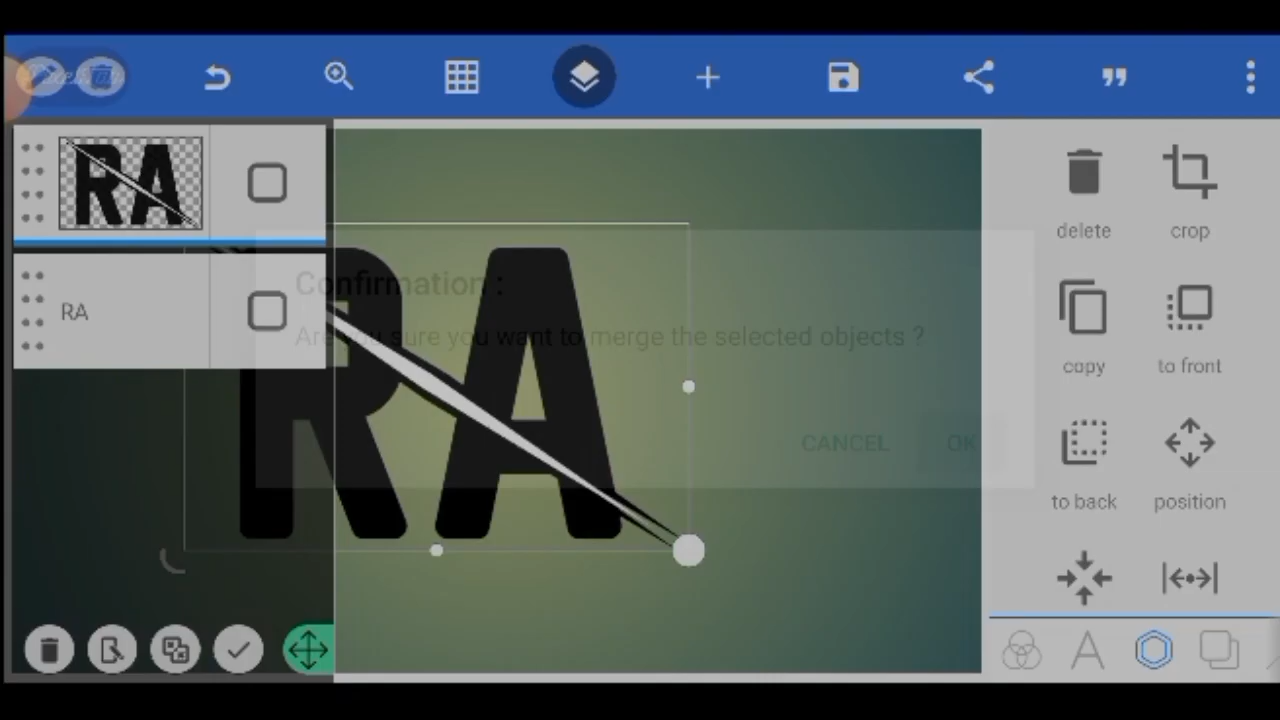 RA
delete
crop
RA
Confirmation :
Are you sure you want to merge the selected objects ?
copy
to front
CANCEL
OK
to back
position
RA